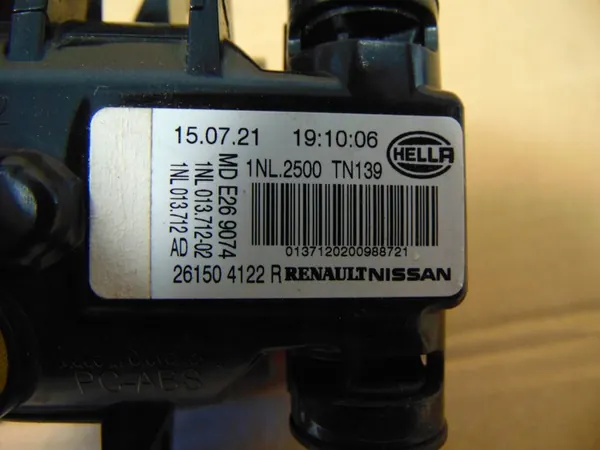 15.07.21 19:10:06 HELLA
1NL.2500 TN139
MD E26 9074
1NL 013.712-02
1NL 013.712 AD
0137120200988721
26150 4122 R RENAULT NISSAN
PC-ABS